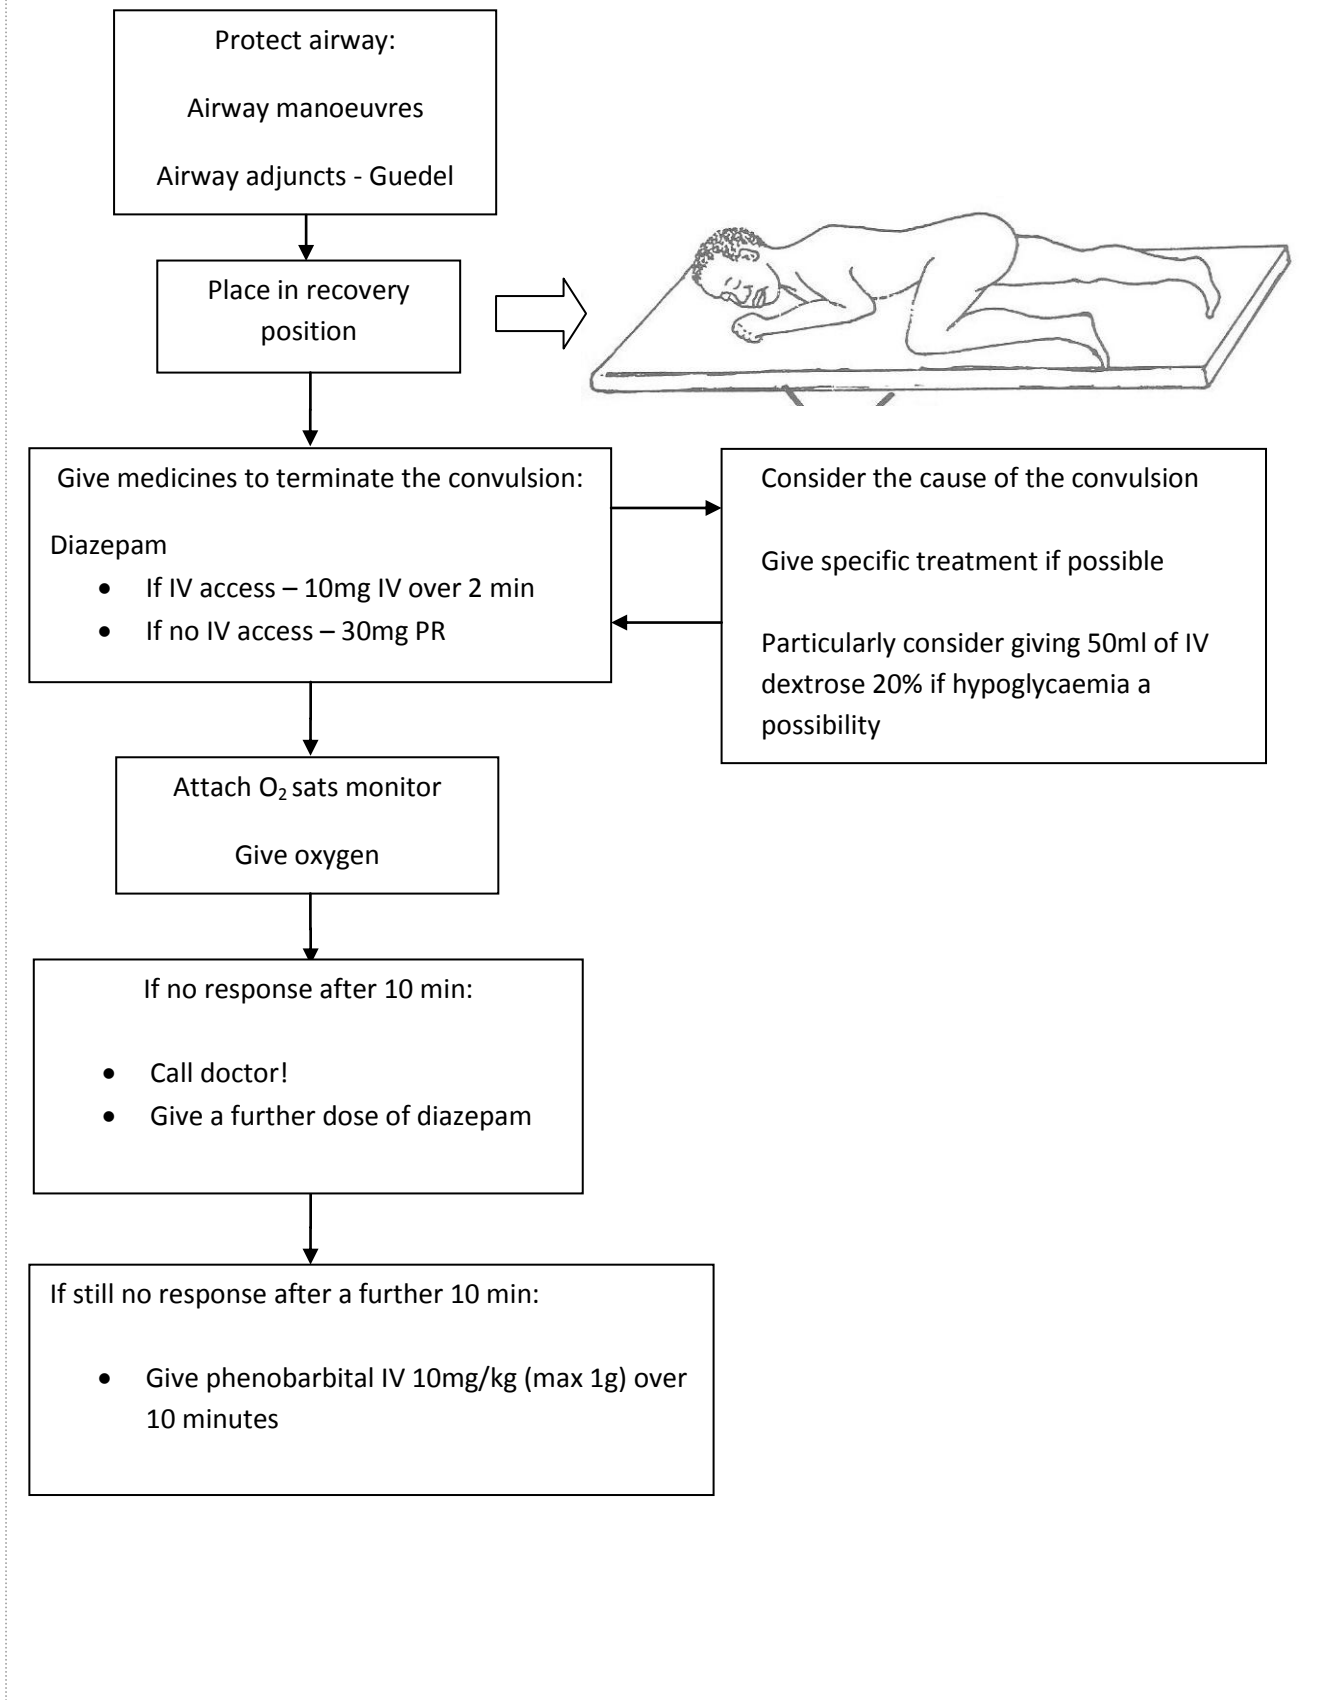 Protect airway:
Airway manoeuvres
Airway adjuncts - Guedel
Place in recovery
position
Give medicines to terminate the convulsion:
Diazepam
• If IV access – 10mg IV over 2 min
• If no IV access – 30mg PR
Consider the cause of the convulsion
Give specific treatment if possible
Particularly consider giving 50ml of IV
dextrose 20% if hypoglycaemia a
possibility
Attach O₂ sats monitor
Give oxygen
If no response after 10 min:
• Call doctor!
• Give a further dose of diazepam
If still no response after a further 10 min:
• Give phenobarbital IV 10mg/kg (max 1g) over
10 minutes